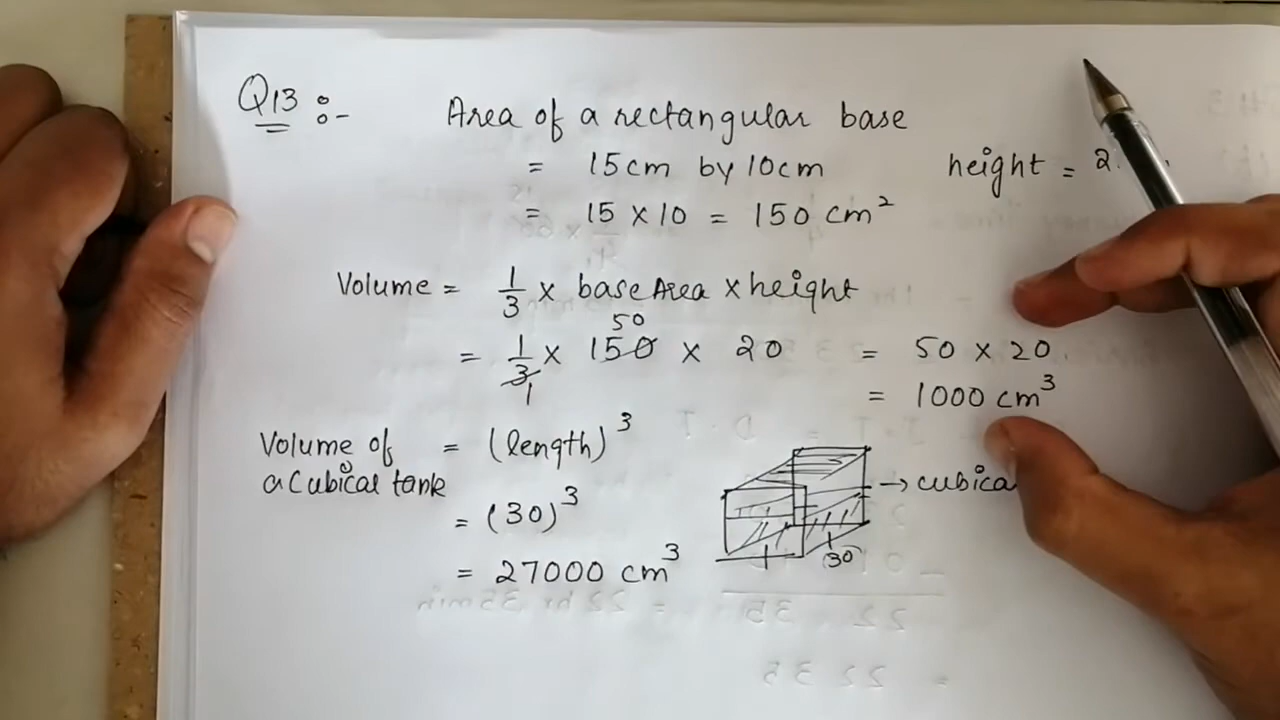 Q13 :-
Area of a rectangular base
= 15cm by 10cm
height = 2
= 15 × 10 = 150 cm²
Volume = 1/3 × base Area × height
50
= 1/3 × 150 × 20 = 50 × 20
1
= 1000 cm³
Volume of a Cubical tank = (length)³
→ cubica
= (30)³
30
= 27000 cm³